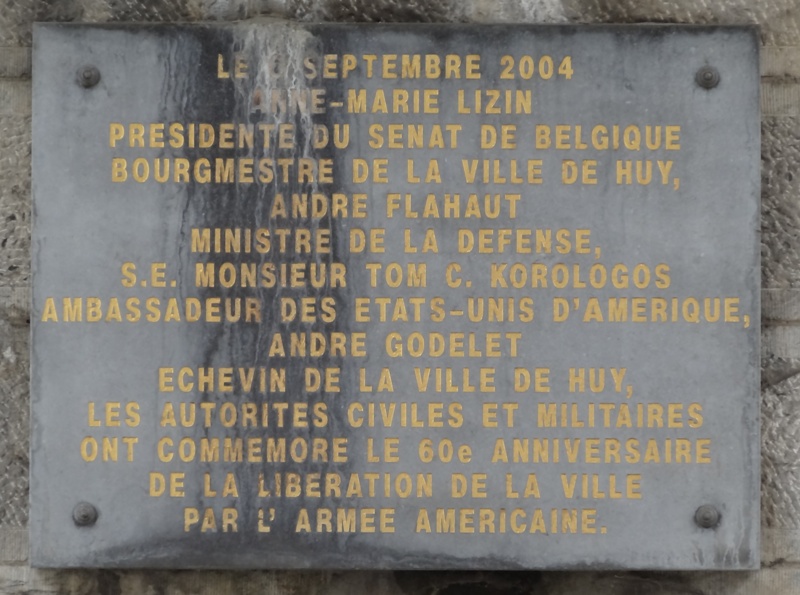 LE SEPTEMBRE 2004
ANNE-MARIE LIZIN
PRESIDENTE DU SENAT DE BELGIQUE
BOURGMESTRE DE LA VILLE DE HUY,
ANDRE FLAHAUT
MINISTRE DE LA DEFENSE,
S.E. MONSIEUR TOM C. KOROLOGOS
AMBASSADEUR DES ETATS-UNIS D'AMERIQUE,
ANDRE GODELET
ECHEVIN DE LA VILLE DE HUY,
LES AUTORITES CIVILES ET MILITAIRES
ONT COMMEMORE LE 60e ANNIVERSAIRE
DE LA LIBERATION DE LA VILLE
PAR L' ARMEE AMERICAINE.